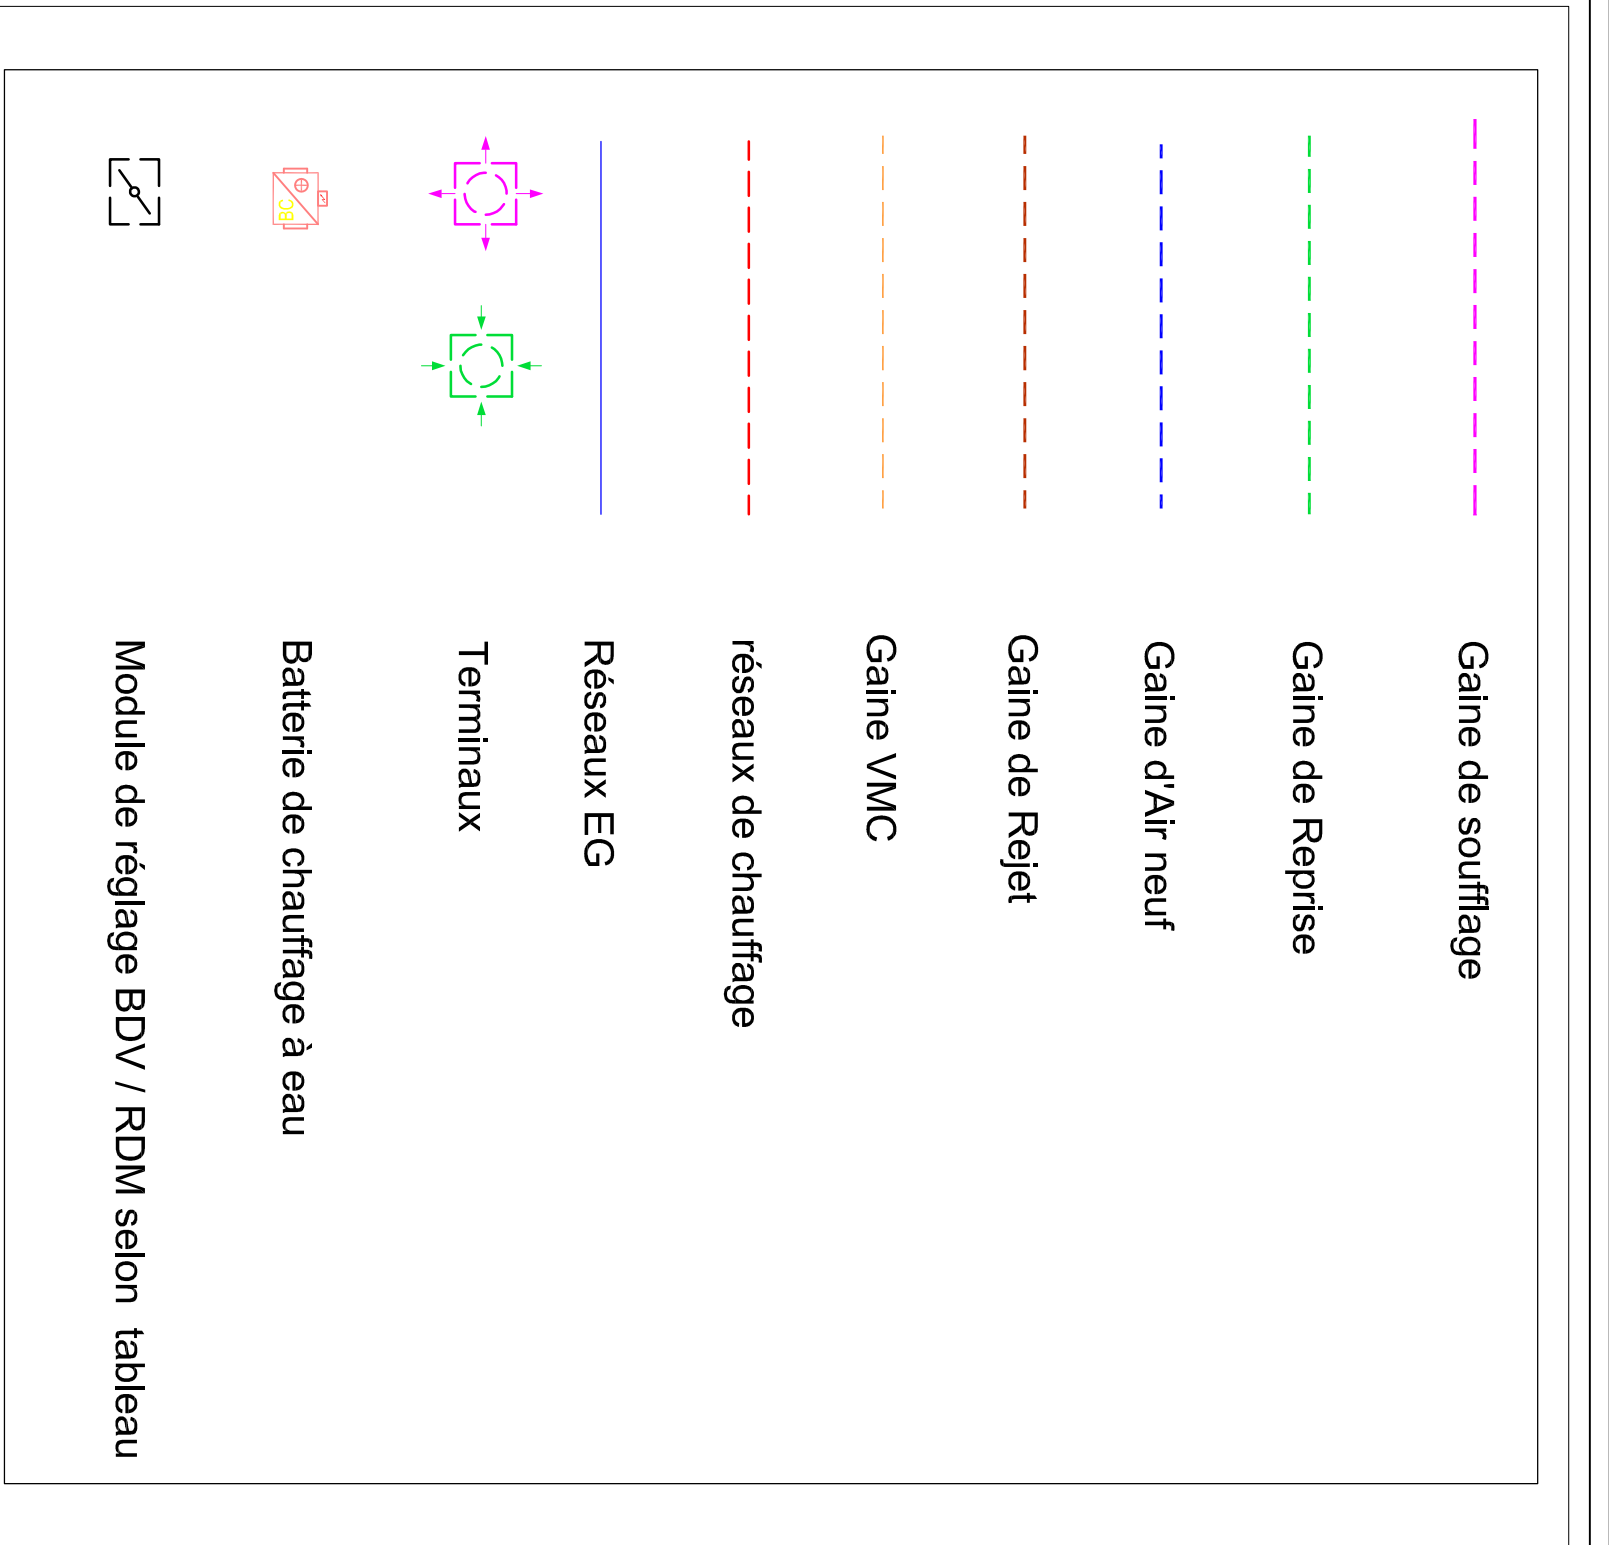 Gaine de soufflage
Gaine de Reprise
Gaine d'Air neuf
Gaine de Rejet
Gaine VMC
réseaux de chauffage
Réseaux EG
Terminaux
BC
Batterie de chauffage à eau
Module de réglage BDV / RDM selon tableau